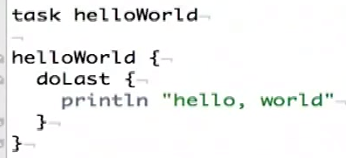 task helloWorld
helloWorld {
doLast {
println "hello, world"
}
}